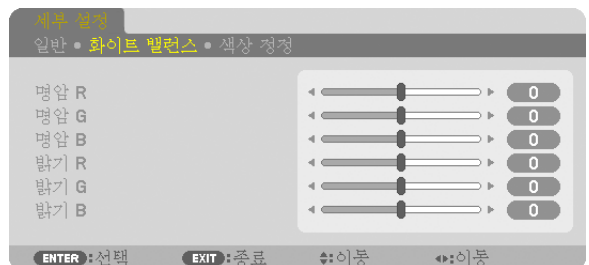 세부 설정
일반 • 화이트 밸런스 • 색상 정정
명암 R 0
명암 G 0
명암 B 0
밝기 R 0
밝기 G 0
밝기 B 0
ENTER :선택 EXIT :종료 :이동 :이동